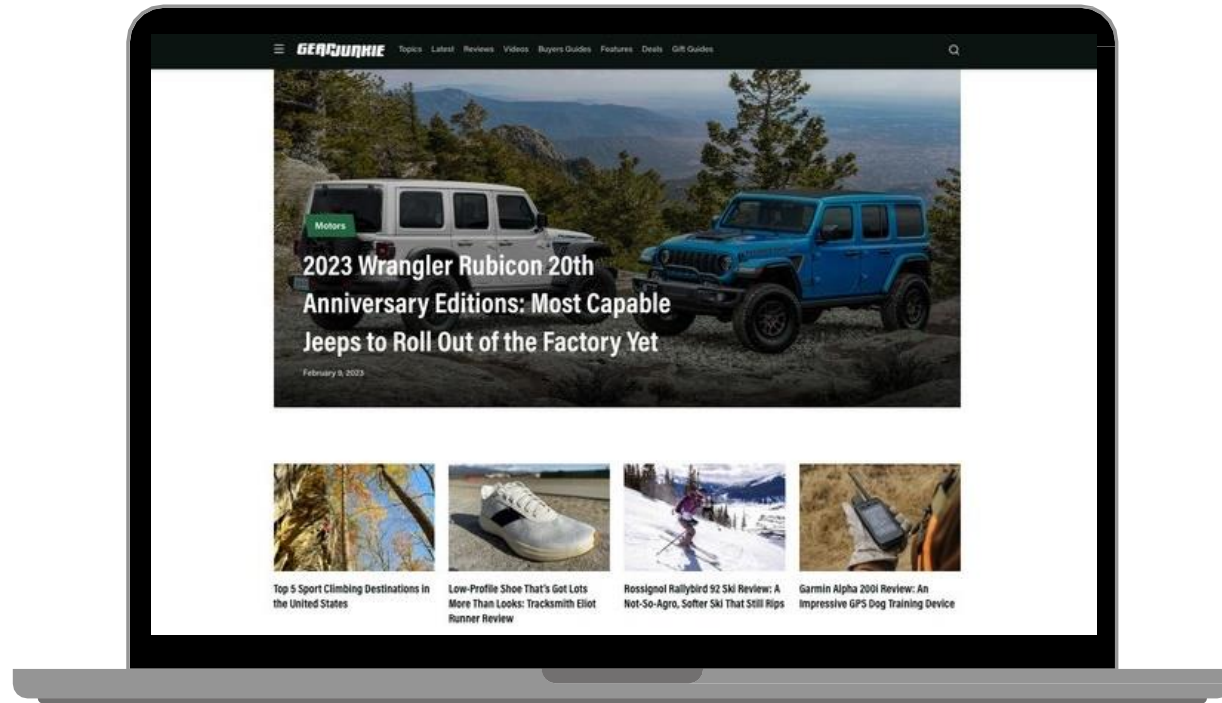 GEARJUNKIE Topics Latest Reviews Videos Buyers Guides Features Deals Gift Guides
Motors
2023 Wrangler Rubicon 20th
Anniversary Editions: Most Capable
Jeeps to Roll Out of the Factory Yet
February 9, 2023
Top 5 Sport Climbing Destinations in
the United States
Low-Profile Shoe That's Got Lots
More Than Looks: Tracksmith Eliot
Runner Review
Rossignol Rallybird 92 Ski Review: A
Not-So-Agro, Softer Ski That Still Rips
Garmin Alpha 200i Review: An
Impressive GPS Dog Training Device